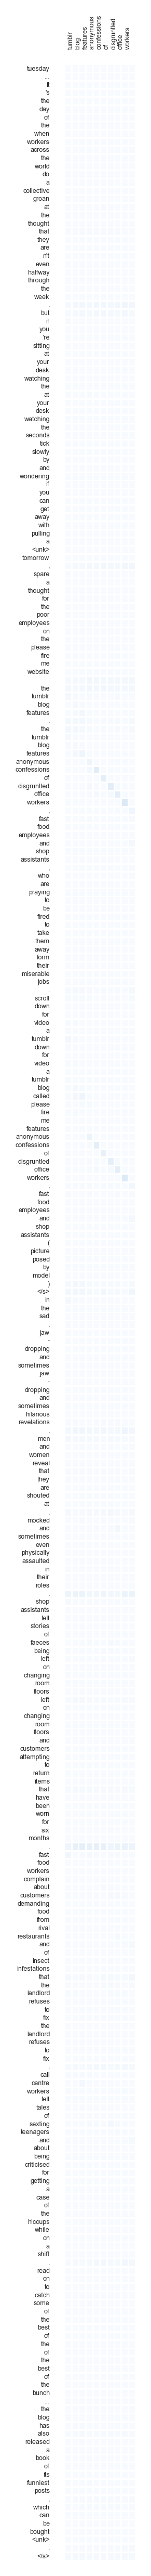 tumblr
blog
features
anonymous
confessions
of
disgruntled
office
workers
tuesday
...
it
's
the
day
of
the
when
workers
across
the
world
do
a
collective
groan
at
the
thought
that
they
are
n't
even
halfway
through
the
week
.
but
if
you
're
sitting
at
your
desk
watching
the
at
your
desk
watching
the
seconds
tick
slowly
by
and
wondering
if
you
can
get
away
with
pulling
a
<unk>
tomorrow
,
spare
a
thought
for
the
poor
employees
on
the
please
fire
me
website
.
the
tumblr
blog
features
.
the
tumblr
blog
features
anonymous
confessions
of
disgruntled
office
workers
,
fast
food
employees
and
shop
assistants
,
who
are
praying
to
be
fired
to
take
them
away
form
their
miserable
jobs
.
scroll
down
for
video
a
tumblr
down
for
video
a
tumblr
blog
called
please
fire
me
features
anonymous
confessions
of
disgruntled
office
workers
,
fast
food
employees
and
shop
assistants
(
picture
posed
by
model
)
</s>
in
the
sad
,
jaw
-
dropping
and
sometimes
jaw
-
dropping
and
sometimes
hilarious
revelations
,
men
and
women
reveal
that
they
are
shouted
at
,
mocked
and
sometimes
even
physically
assaulted
in
their
roles
.
shop
assistants
tell
stories
of
faeces
being
left
on
changing
room
floors
left
on
changing
room
floors
and
customers
attempting
to
return
items
that
have
been
worn
for
six
months
.
fast
food
workers
complain
about
customers
demanding
food
from
rival
restaurants
and
of
insect
infestations
that
the
landlord
refuses
to
fix
the
landlord
refuses
to
fix
.
call
centre
workers
tell
tales
of
sexting
teenagers
and
about
being
criticised
for
getting
a
case
of
the
hiccups
while
on
a
shift
.
read
on
to
catch
some
of
the
best
of
the
of
the
best
of
the
bunch
...
the
blog
has
also
released
a
book
of
its
funniest
posts
,
which
can
be
bought
<unk>
.
</s>